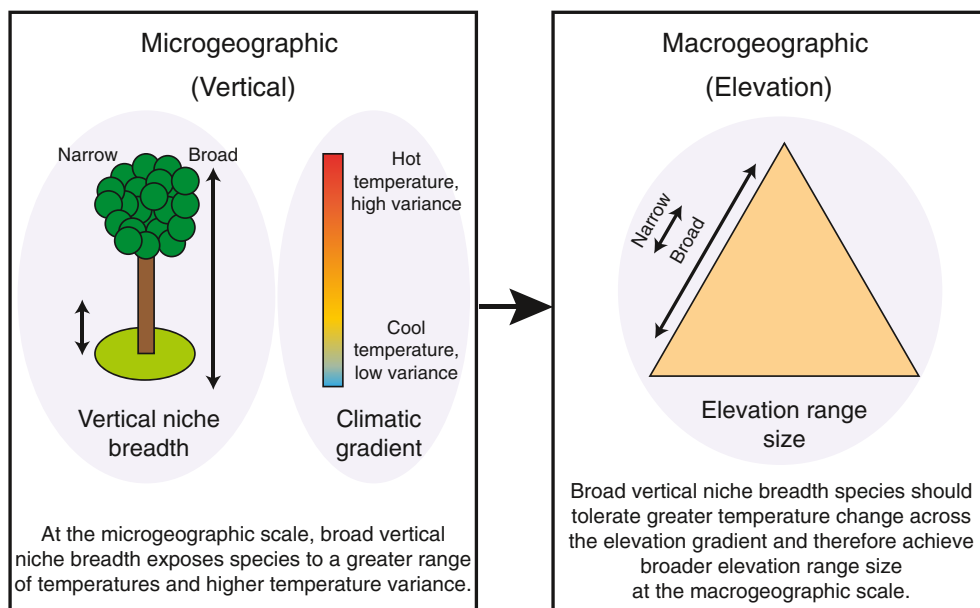 Microgeographic
(Vertical)
Narrow
Broad
Hot
temperature,
high variance
Cool
temperature,
low variance
Vertical niche
breadth
Climatic
gradient
At the microgeographic scale, broad vertical
niche breadth exposes species to a greater range
of temperatures and higher temperature variance.
Macrogeographic
(Elevation)
Narrow
Broad
Elevation range
size
Broad vertical niche breadth species should
tolerate greater temperature change across
the elevation gradient and therefore achieve
broader elevation range size
at the macrogeographic scale.